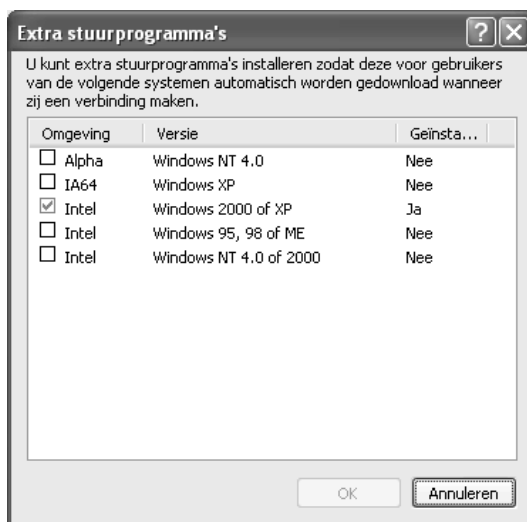 Extra stuurprogramma's
U kunt extra stuurprogramma's installeren zodat deze voor gebruikers
van de volgende systemen automatisch worden gedownload wanneer
zij een verbinding maken.
Omgeving Versie Geïnsta...
Alpha Windows NT 4.0 Nee
IA64 Windows XP Nee
Intel Windows 2000 of XP Ja
Intel Windows 95, 98 of ME Nee
Intel Windows NT 4.0 of 2000 Nee
OK Annuleren